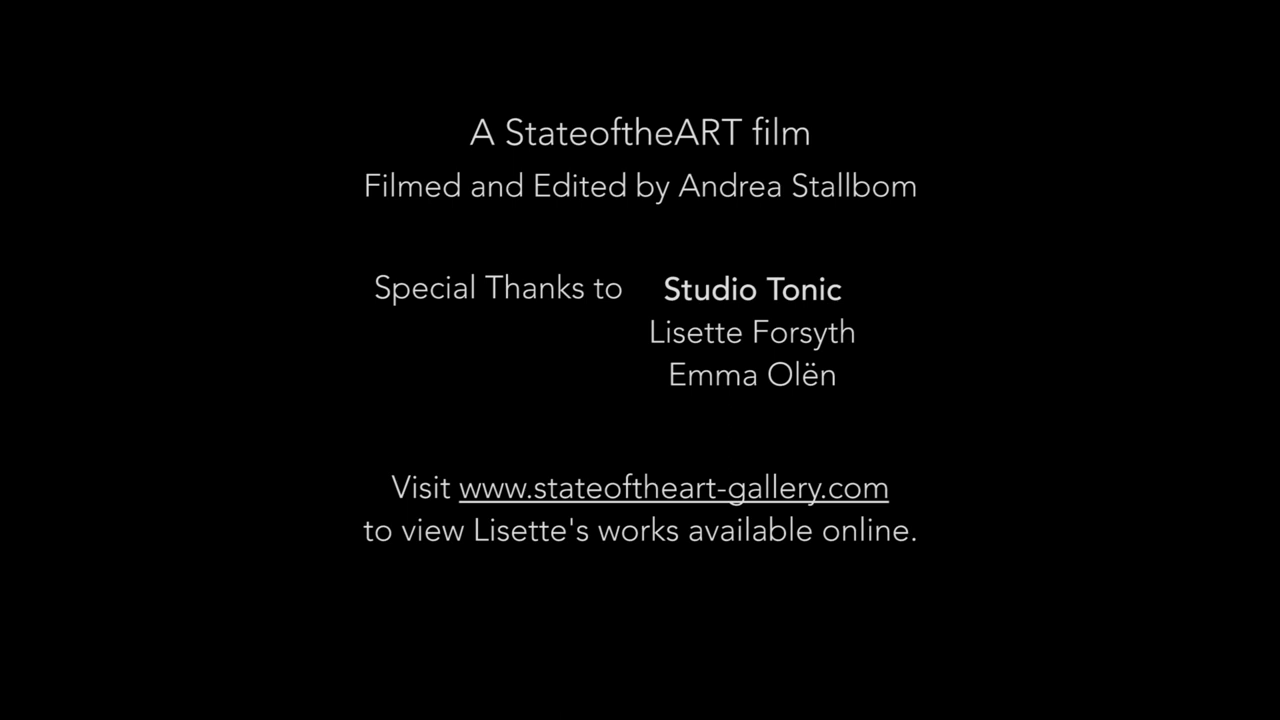 A StateoftheART film
Filmed and Edited by Andrea Stallbom
Special Thanks to Studio Tonic
Lisette Forsyth
Emma Olën
Visit www.stateoftheart-gallery.com
to view Lisette's works available online.